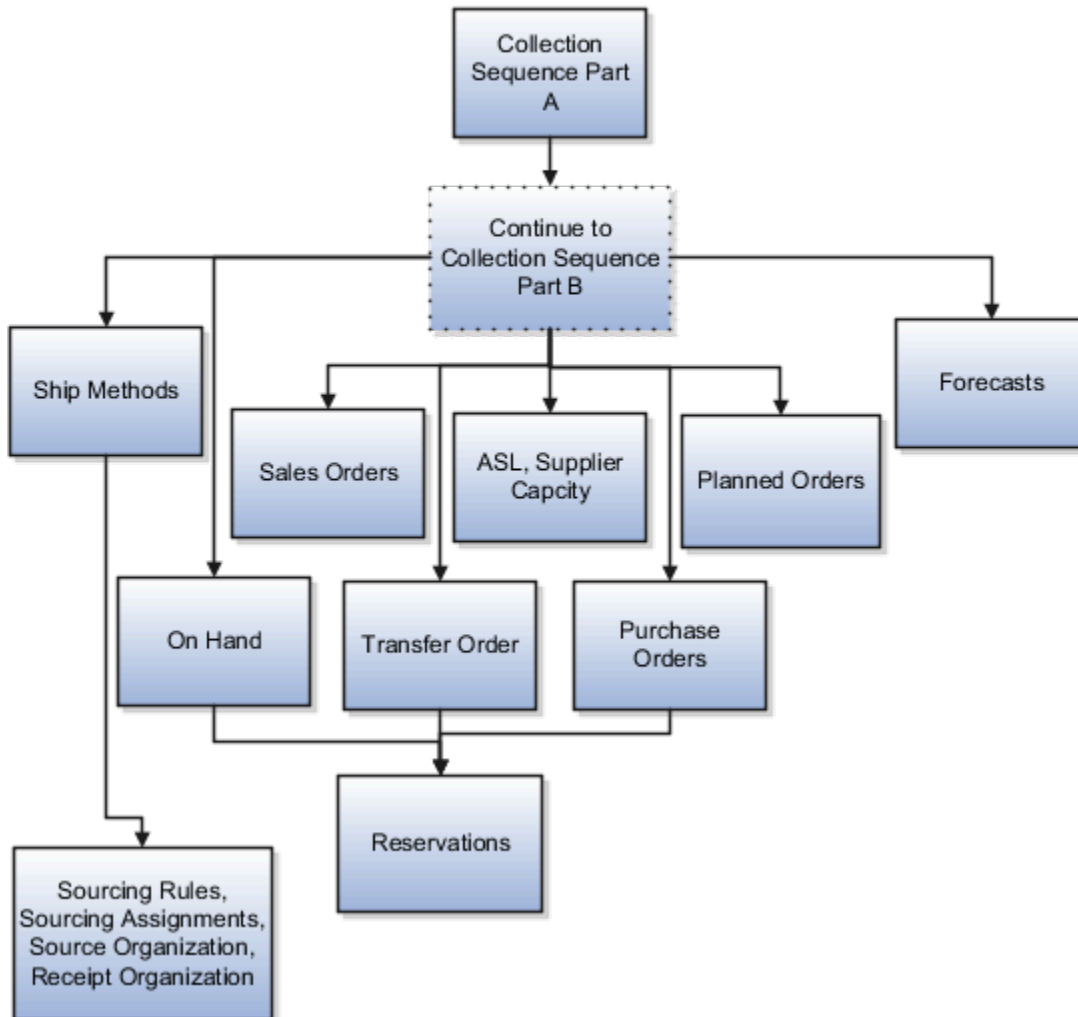 Collection
Sequence Part
A
Continue to
Collection Sequence
Part B
Ship Methods
Forecasts
Sales Orders
ASL, Supplier
Capcity
Planned Orders
On Hand
Transfer Order
Purchase
Orders
Reservations
Sourcing Rules,
Sourcing Assignments,
Source Organization,
Receipt Organization